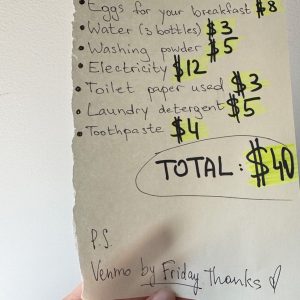 • Eggs for your breakfast $8
• Water (3 bottles) $3
• Washing powder $5
• Electricity $12
• Toilet paper used $3
• Laundry detergent $5
• Toothpaste $4
TOTAL: $40
P.S.
Venmo by Friday Thanks ♡